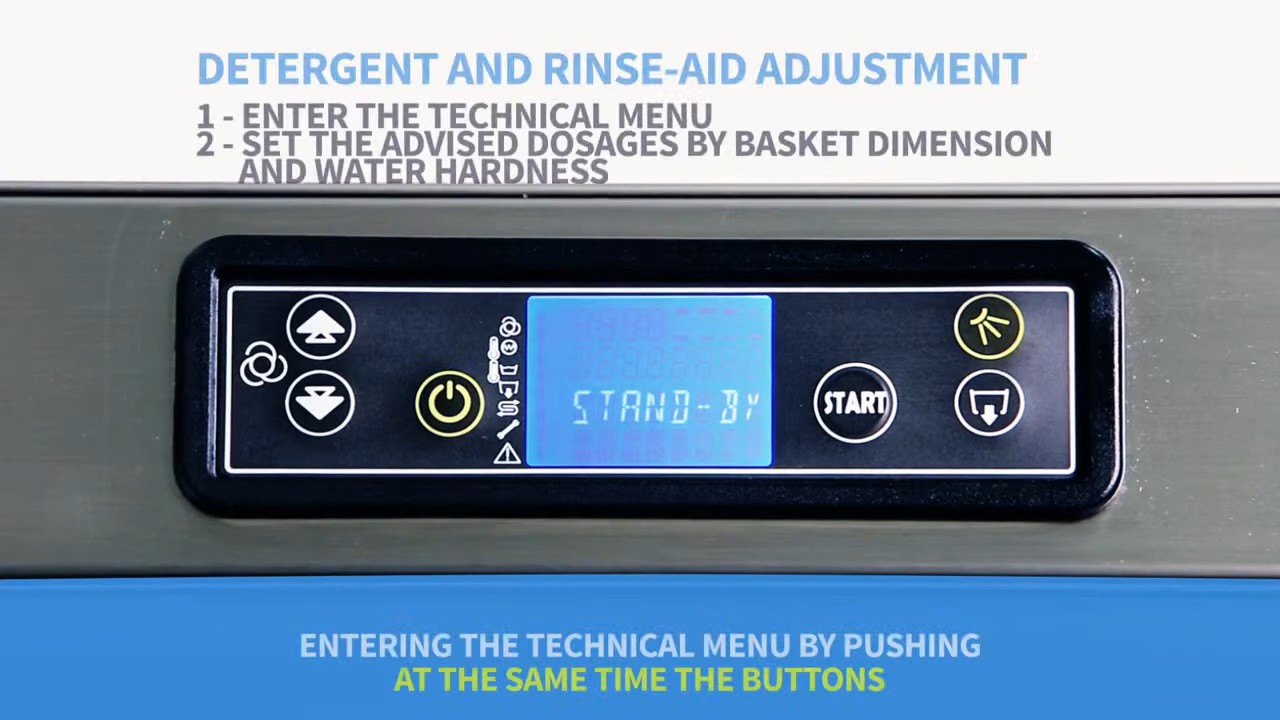 DETERGENT AND RINSE-AID ADJUSTMENT
1 - ENTER THE TECHNICAL MENU
2 - SET THE ADVISED DOSAGES BY BASKET DIMENSION
AND WATER HARDNESS
STAND-BY
START
ENTERING THE TECHNICAL MENU BY PUSHING
AT THE SAME TIME THE BUTTONS